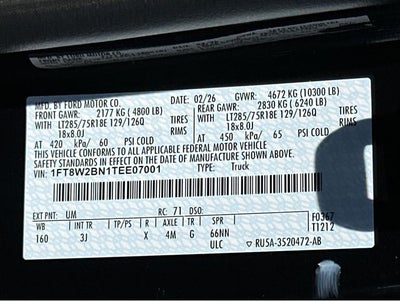 MFD. BY FORD MOTOR CO.
DATE: 02/26 GVWR: 4672 KG (10300 LB)
FRONT GAWR: 2177 KG ( 4800 LB) REAR GAWR: 2830 KG ( 6240 LB)
WITH LT285/75R18E 129/126Q TIRES WITH LT285/75R18E 129/126Q TIRES
18x8.0J RIMS 18x8.0J RIMS
AT 420 kPA/ 60 PSI COLD AT 450 kPA/ 65 PSI COLD
THIS VEHICLE CONFORMS TO ALL APPLICABLE FEDERAL MOTOR VEHICLE
SAFETY STANDARDS IN EFFECT ON THE DATE OF MANUFACTURE SHOWN ABOVE.
VIN: 1FT8W2BN1TEE07001 TYPE: Truck
EXT PNT: UM RC: 71 DSO: F0367
WB INT TR TP/PS R AX TR SPR T1212
160 3J X 4M G 66NN
ULC RU5A-3520472-AB